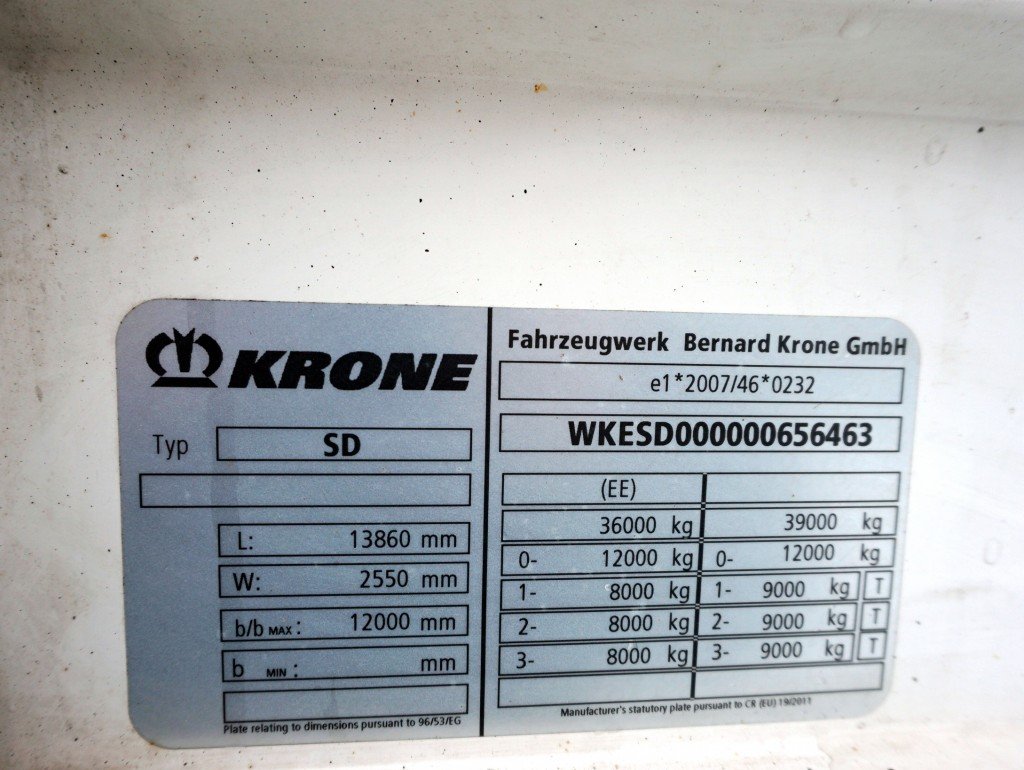 KRONE
Typ SD
L: 13860 mm
W: 2550 mm
b/b MAX : 12000 mm
b MIN : mm
Plate relating to dimensions pursuant to 96/53/EG
Fahrzeugwerk Bernard Krone GmbH
e1*2007/46*0232
WKESD000000656463
(EE)
36000 kg 39000 kg
0- 12000 kg 0- 12000 kg
1- 8000 kg 1- 9000 kg T
2- 8000 kg 2- 9000 kg T
3- 8000 kg 3- 9000 kg T
Manufacturer's statutory plate pursuant to CR (EU) 19/2011